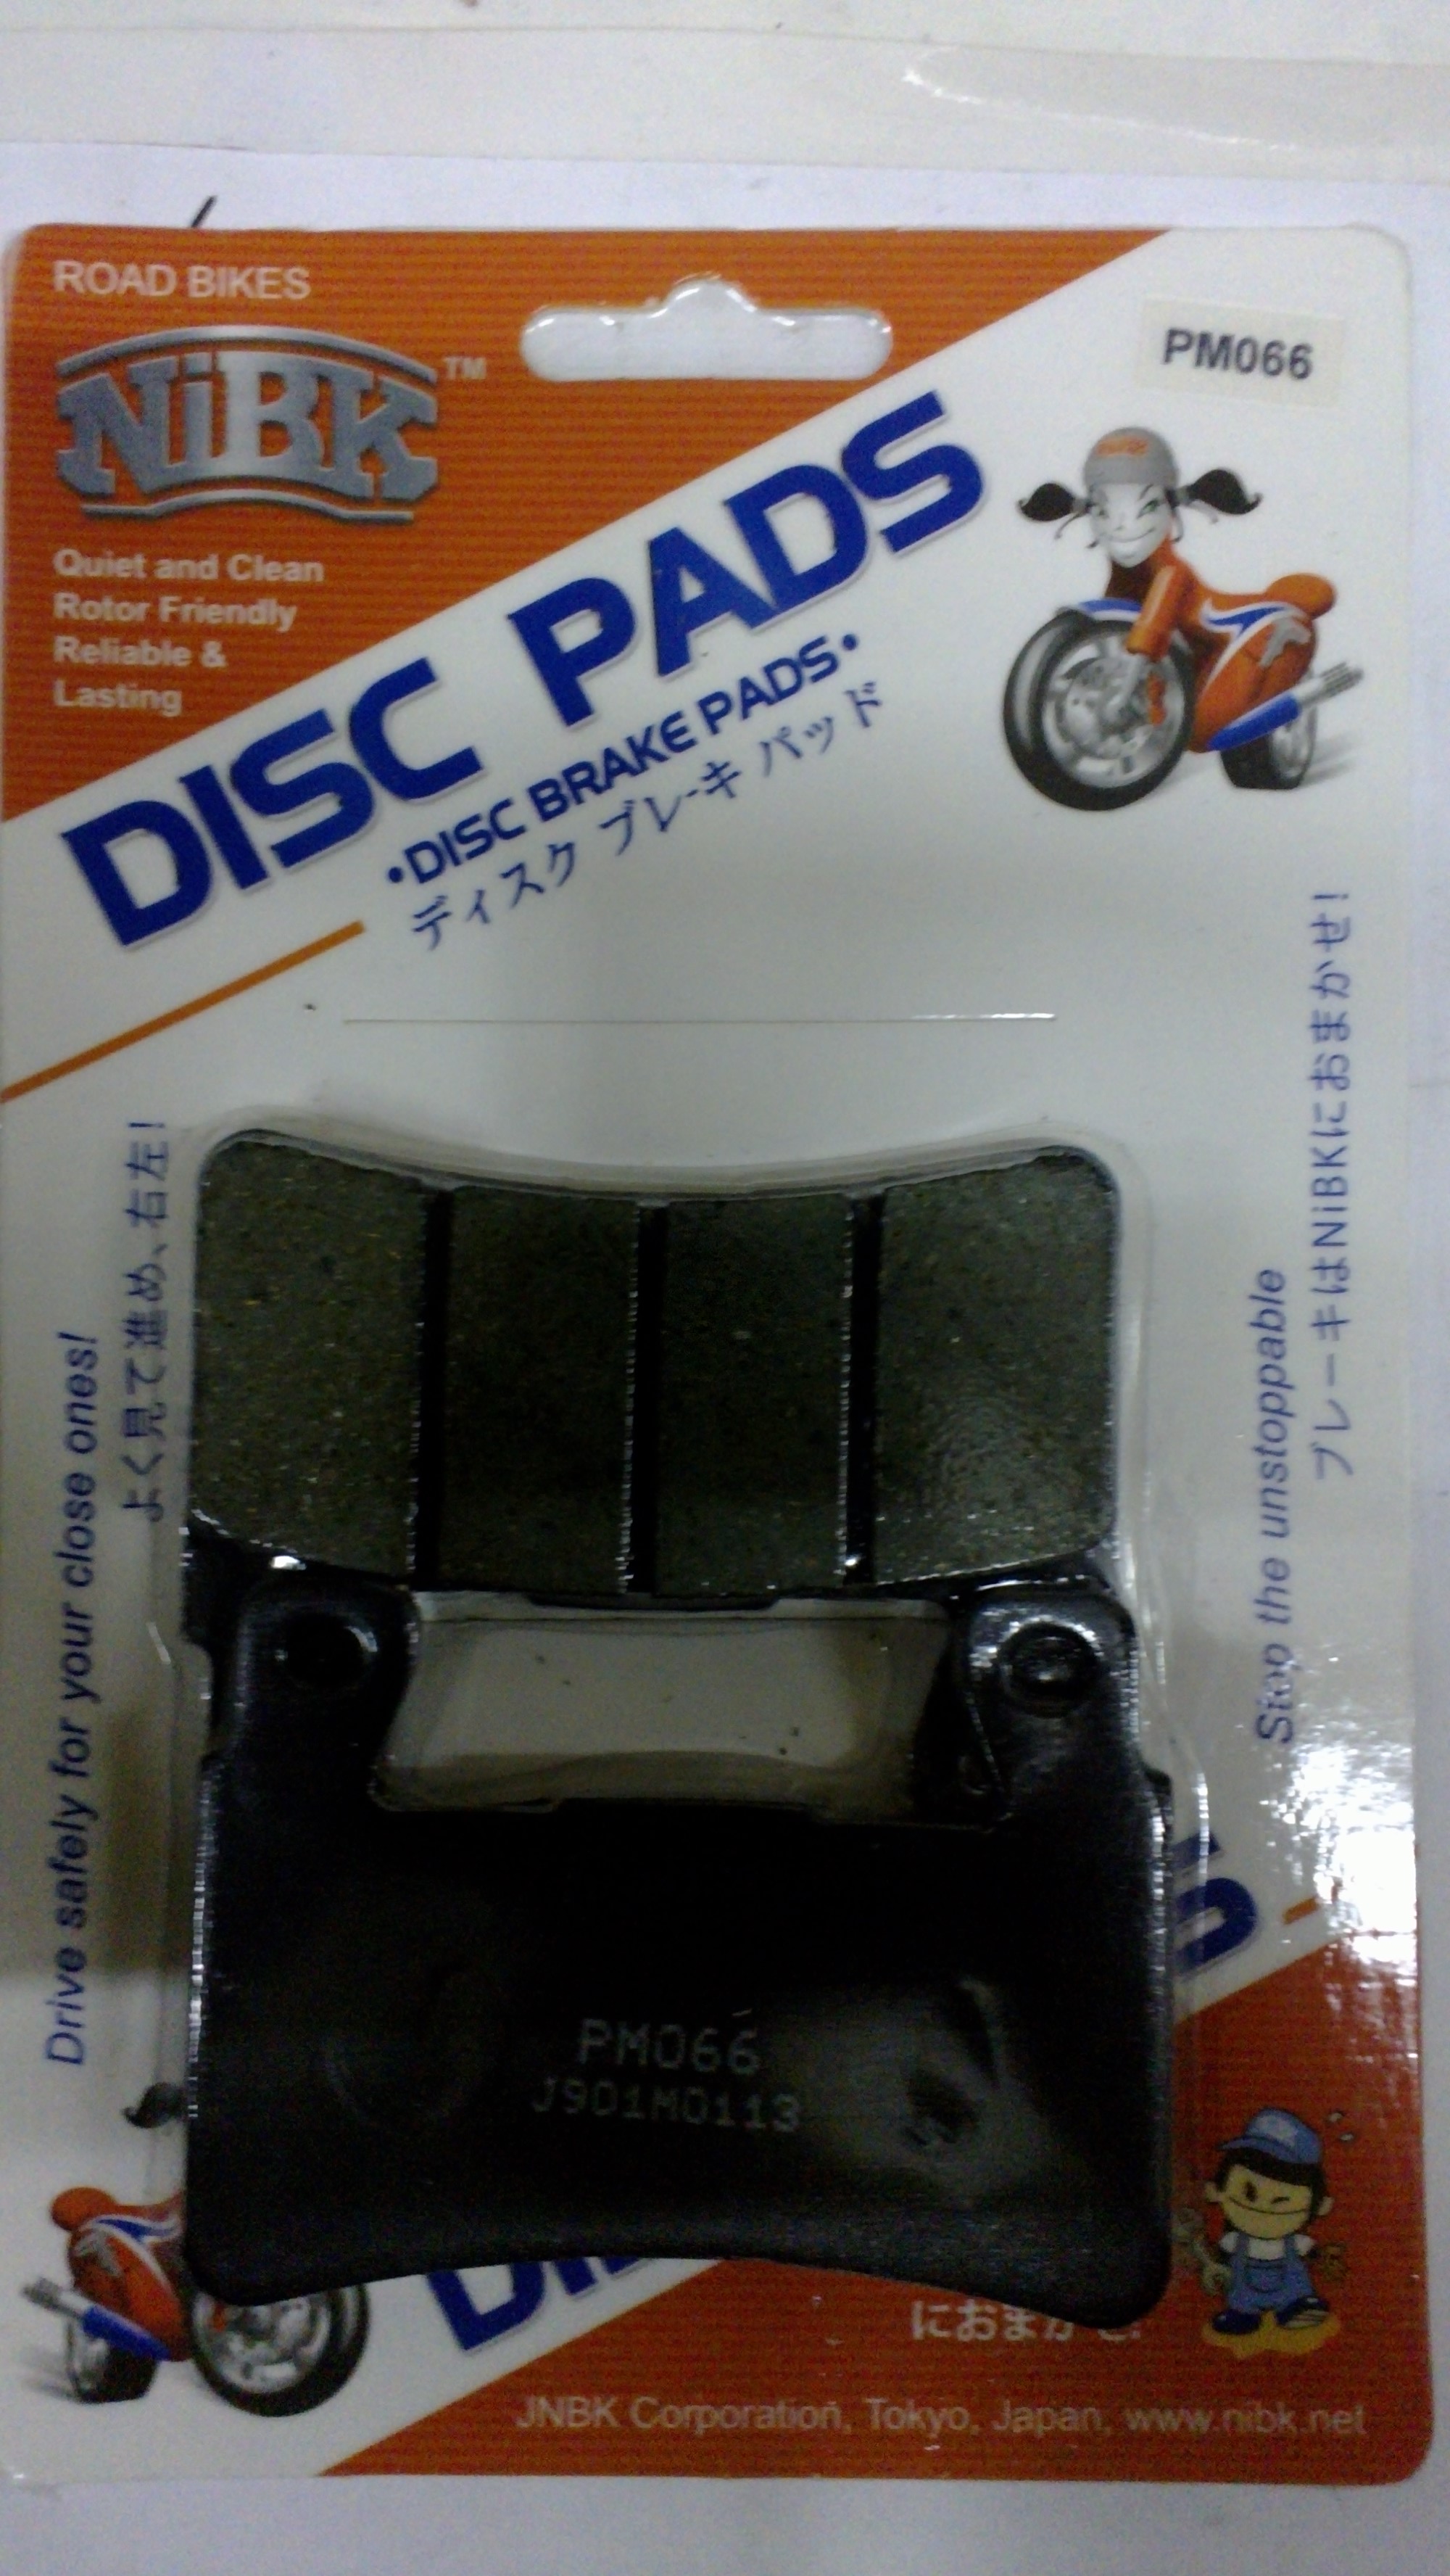 ROAD BIKES
NiBK™
Quiet and Clean
Rotor Friendly
Reliable &
Lasting
PM066
DISC PADS
•DISC BRAKE PADS•
ディスク ブレーキ パッド
Drive safely for your close ones!
よく見て進め、右左!
Stop the unstoppable
ブレーキはNiBKにおまかせ!
PM066
J901M0113
S
におまか
JNBK Corporation, Tokyo, Japan, www.nibk.net